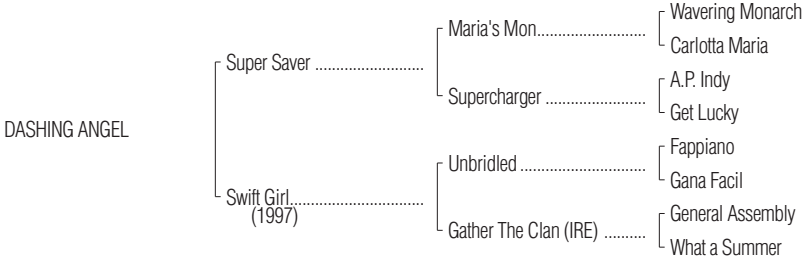 Wavering Monarch
Maria's Mon..........................
Carlotta Maria
Super Saver ..........................
A.P. Indy
Supercharger ........................
Get Lucky
DASHING ANGEL
Fappiano
Unbridled ..............................
Gana Facil
Swift Girl................................
(1997)
General Assembly
Gather The Clan (IRE) ..........
What a Summer